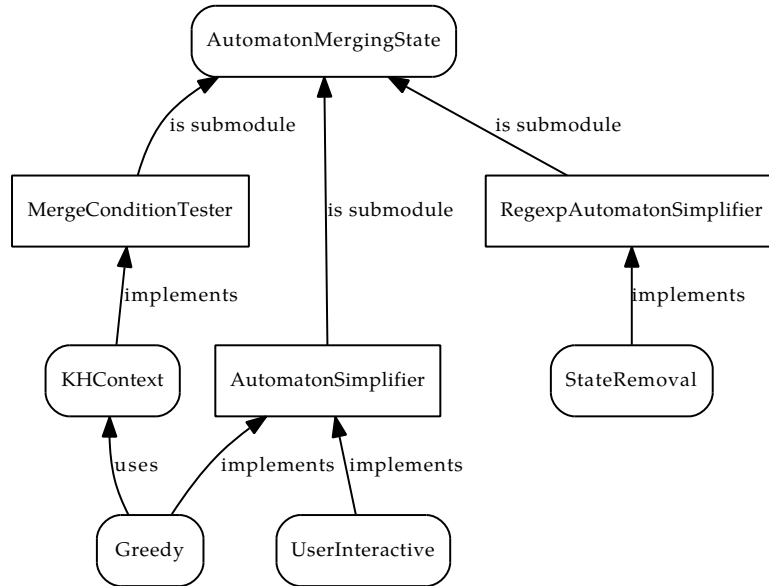 AutomatonMergingState
is submodule
is submodule
MergeConditionTester
RegexpAutomatonSimplifier
is submodule
implements
implements
KHContext
AutomatonSimplifier
StateRemoval
uses
implements
implements
Greedy
UserInteractive